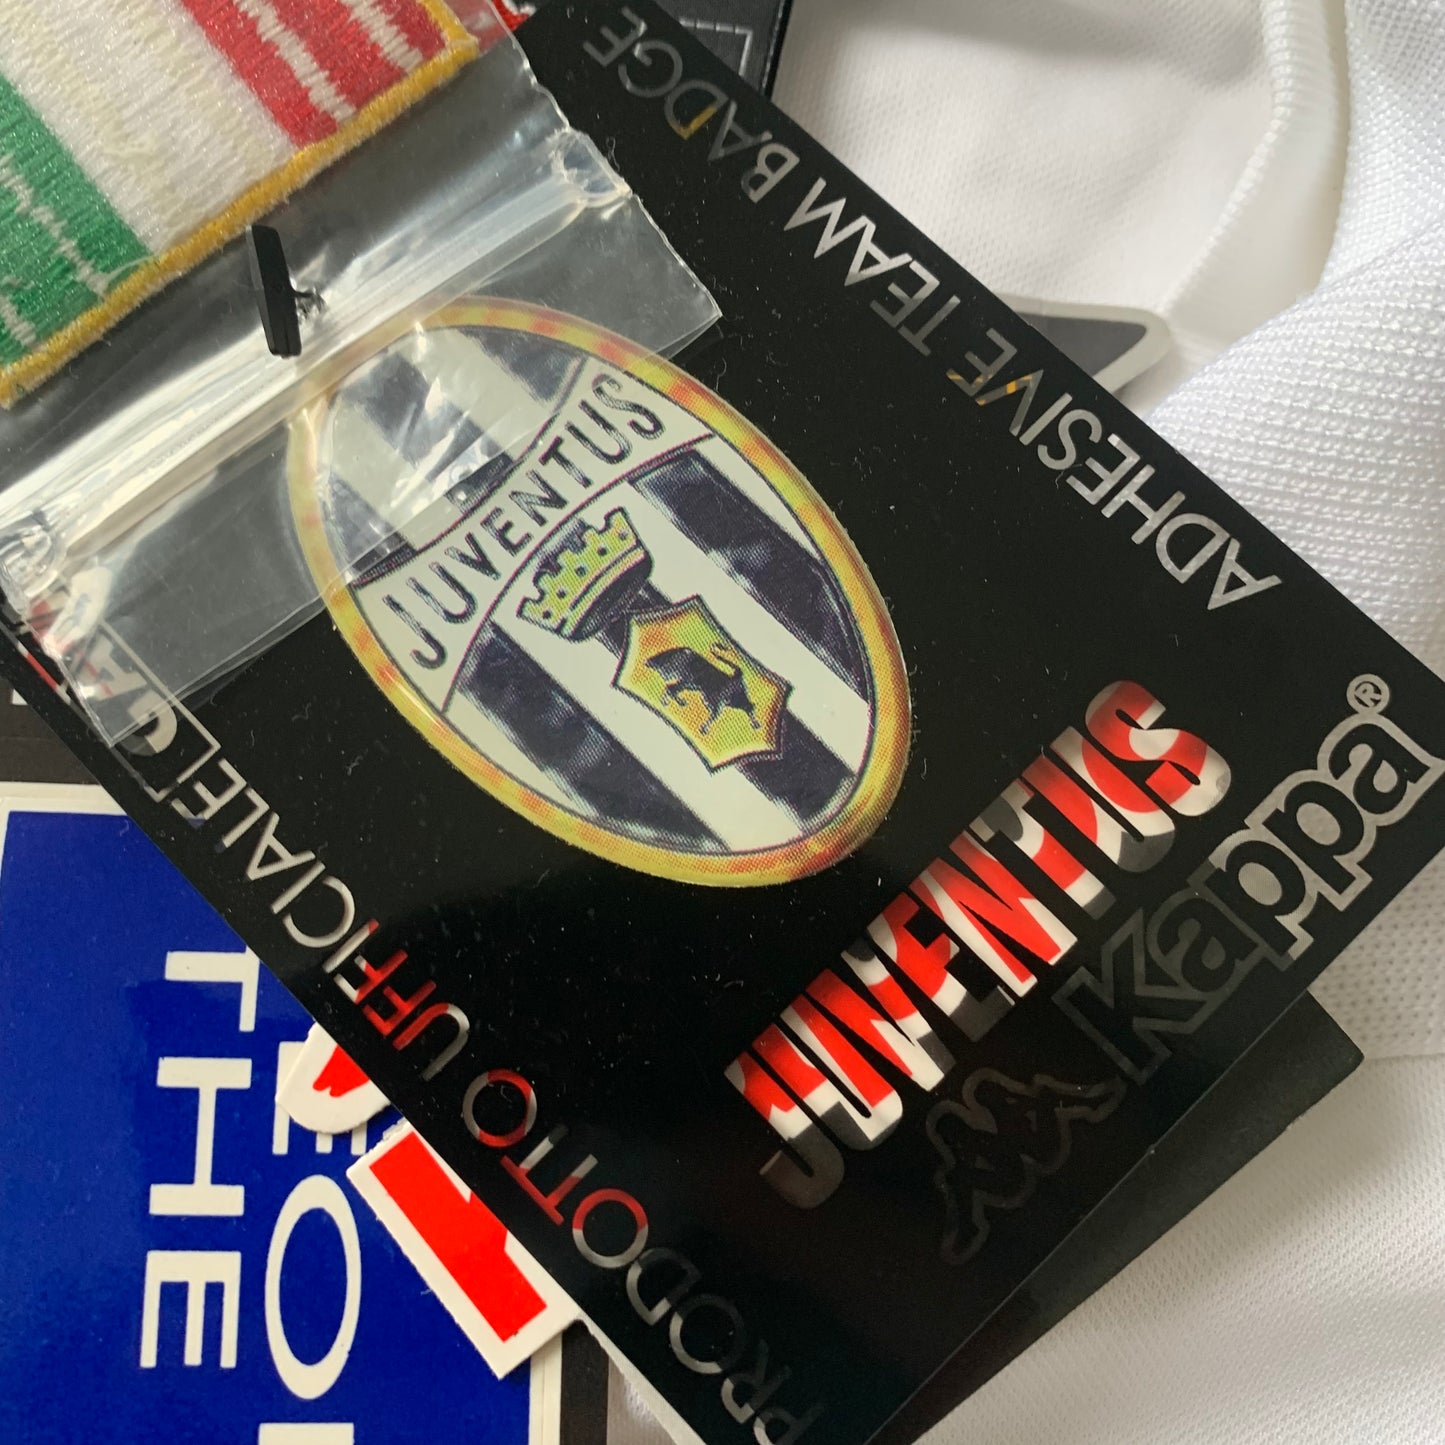 ADHESIVE TEAM BADGE
JUVENTUS
JUVENTUS
Kappa®
PRODOTTO UFFICIALE
THE